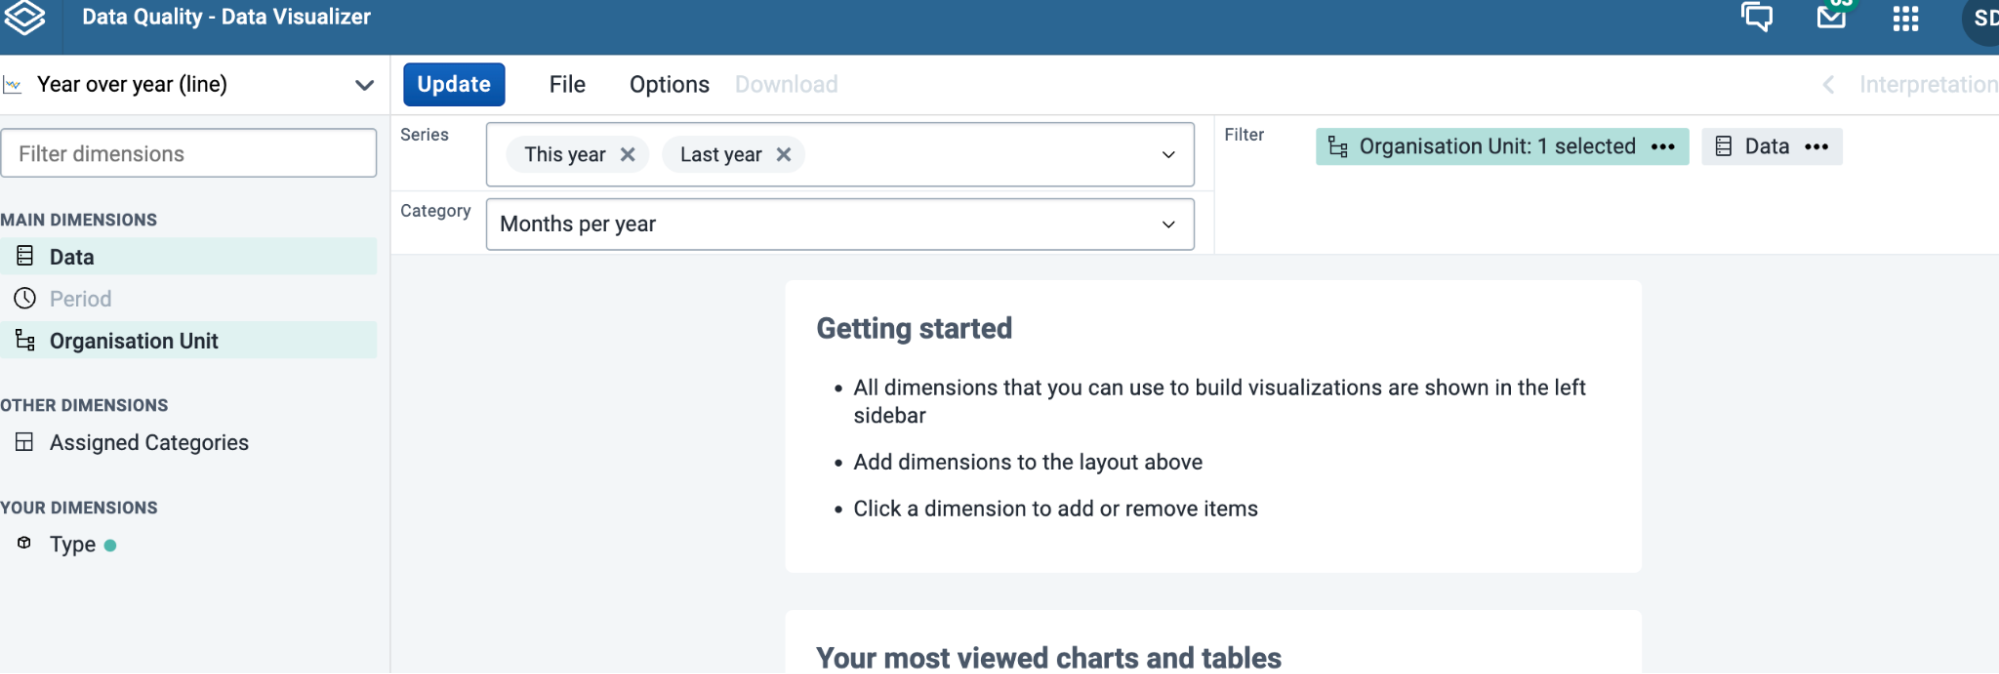 Data Quality - Data Visualizer
63
SD
Year over year (line)
Update File Options Download
Interpretation
Filter dimensions
Series This year Last year
Filter Organisation Unit: 1 selected Data
Category Months per year
MAIN DIMENSIONS
Data
Period
Organisation Unit
OTHER DIMENSIONS
Assigned Categories
YOUR DIMENSIONS
Type
Getting started
• All dimensions that you can use to build visualizations are shown in the left
sidebar
• Add dimensions to the layout above
• Click a dimension to add or remove items
Your most viewed charts and tables